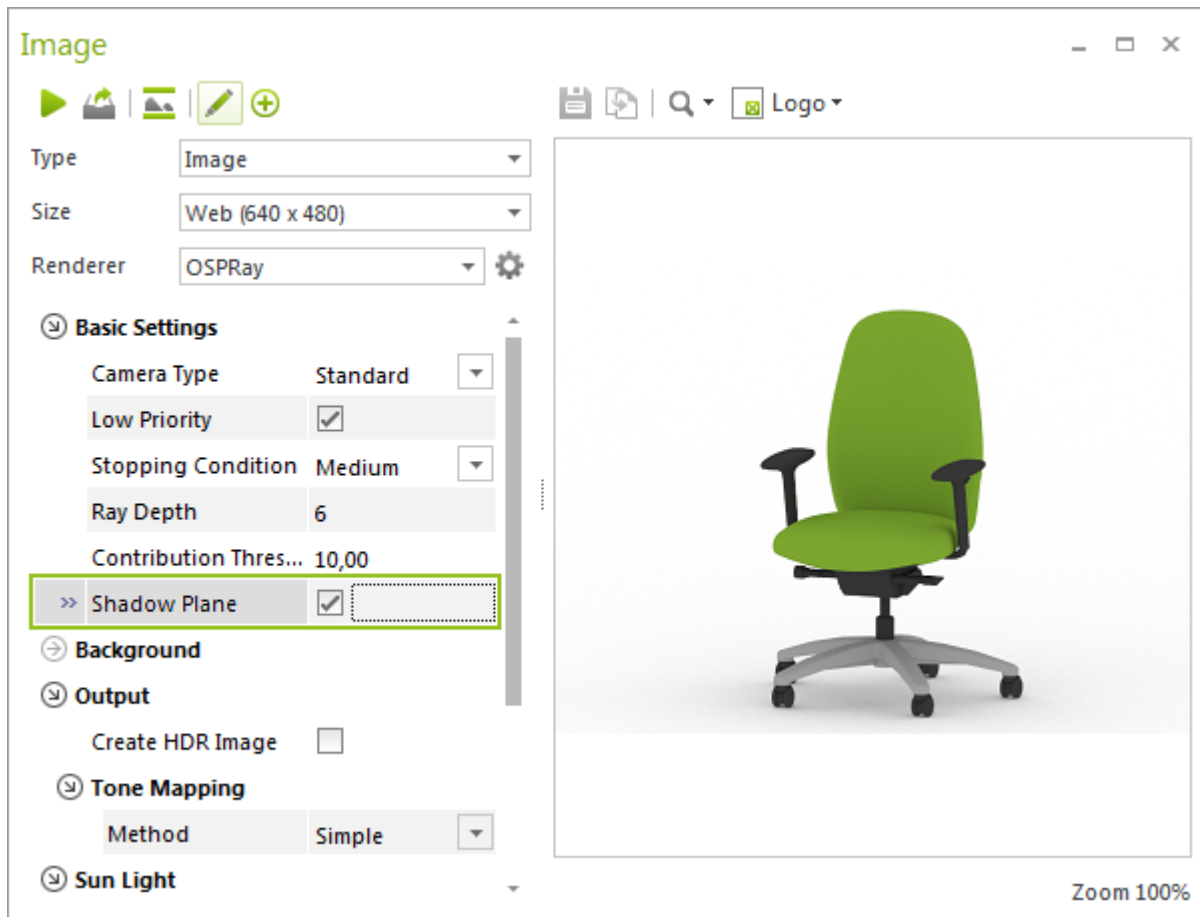 Image
Logo
Type Image
Size Web (640 x 480)
Renderer OSPRay
Basic Settings
Camera Type Standard
Low Priority
Stopping Condition Medium
Ray Depth 6
Contribution Thres... 10,00
» Shadow Plane
Background
Output
Create HDR Image
Tone Mapping
Method Simple
Sun Light
Zoom 100%